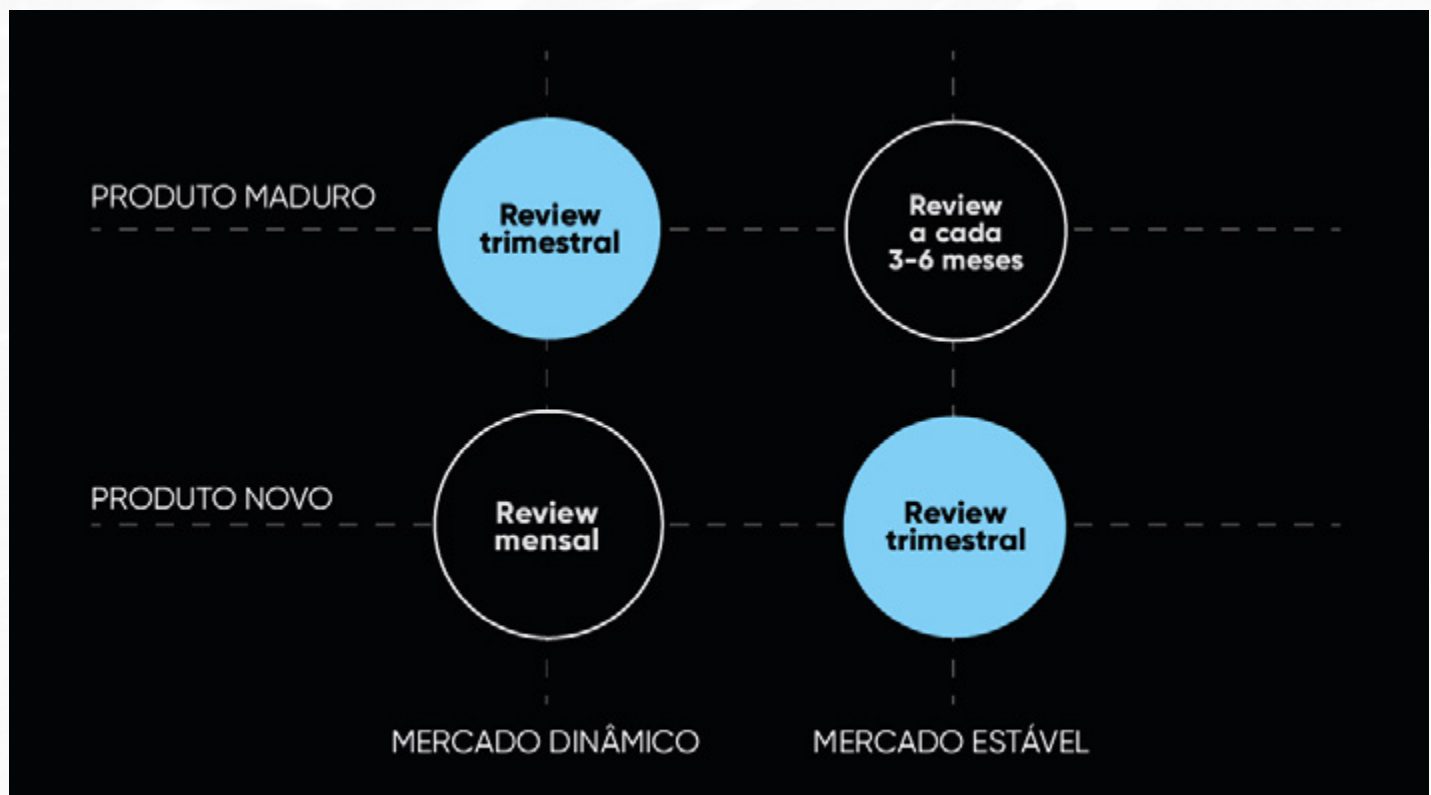 PRODUTO MADURO
Review
trimestral
Review
a cada
3-6 meses
PRODUTO NOVO
Review
mensal
Review
trimestral
MERCADO DINÂMICO
MERCADO ESTÁVEL